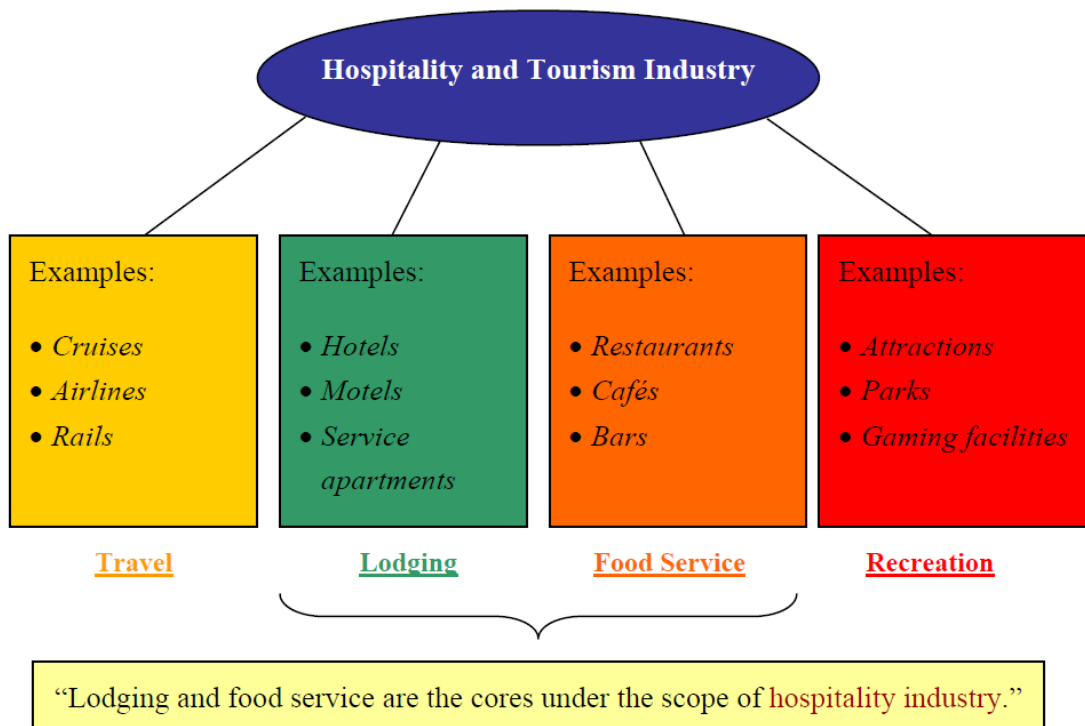 Hospitality and Tourism Industry
Examples:
• Cruises
• Airlines
• Rails
Travel
Examples:
• Hotels
• Motels
• Service
apartments
Lodging
Examples:
• Restaurants
• Cafés
• Bars
Food Service
Examples:
• Attractions
• Parks
• Gaming facilities
Recreation
“Lodging and food service are the cores under the scope of hospitality industry.”